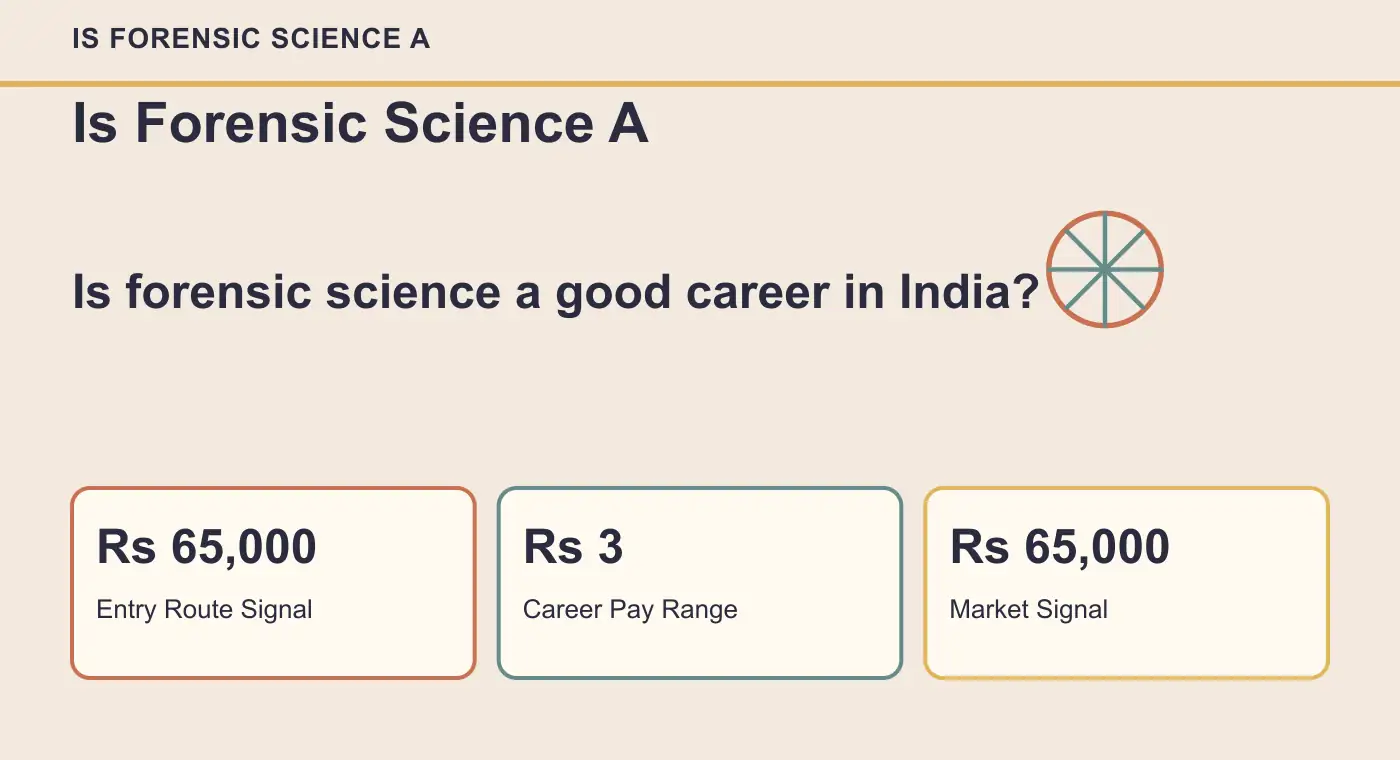 IS FORENSIC SCIENCE A
Is Forensic Science A
Is forensic science a good career in India?
Rs 65,000
Entry Route Signal
Rs 3
Career Pay Range
Rs 65,000
Market Signal